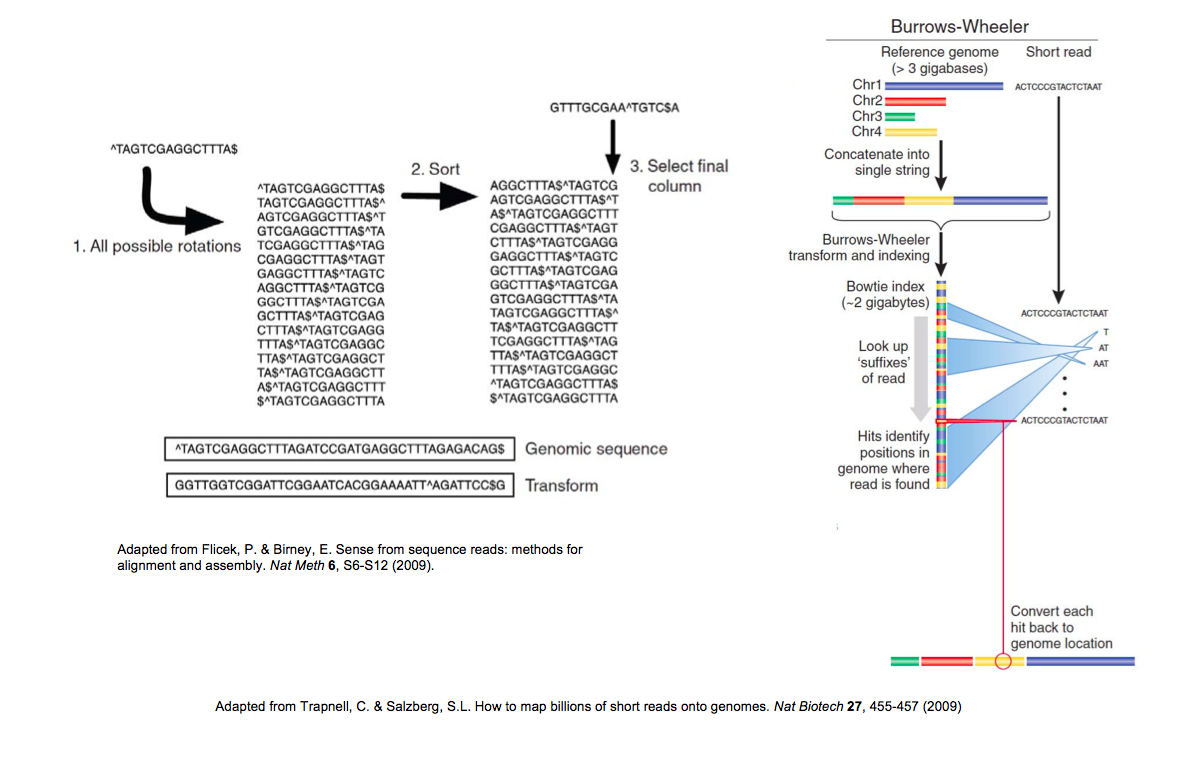 ^TAGTCGAGGCTTTA$
1. All possible rotations
^TAGTCGAGGCTTTA$
TAGTCGAGGCTTTA$^
AGTCGAGGCTTTA$^T
GTCGAGGCTTTA$^TA
TCGAGGCTTTA$^TAG
CGAGGCTTTA$^TAGT
GAGGCTTTA$^TAGTC
AGGCTTTA$^TAGTCG
GGCTTTA$^TAGTCGA
GCTTTA$^TAGTCGAG
CTTTA$^TAGTCGAGG
TTTA$^TAGTCGAGGC
TTA$^TAGTCGAGGCT
TA$^TAGTCGAGGCTT
A$^TAGTCGAGGCTTT
$^TAGTCGAGGCTTTA
2. Sort
GTTTGCGAA^TGTC$A
3. Select final
column
AGGCTTTA$^TAGTCG
AGTCGAGGCTTTA$^T
A$^TAGTCGAGGCTTT
CGAGGCTTTA$^TAGT
CTTTA$^TAGTCGAGG
GAGGCTTTA$^TAGTC
GCTTTA$^TAGTCGAG
GGCTTTA$^TAGTCGA
GTCGAGGCTTTA$^TA
TAGTCGAGGCTTTA$^
TA$^TAGTCGAGGCTT
TCGAGGCTTTA$^TAG
TTA$^TAGTCGAGGCT
TTTA$^TAGTCGAGGC
^TAGTCGAGGCTTTA$
$^TAGTCGAGGCTTTA
^TAGTCGAGGCTTTAGATCCGATGAGGCTTTAGAGACAG$ Genomic sequence
GGTTGGTCGGATTCGGAATCACGGAAAATT^AGATTCC$G Transform
Adapted from Flicek, P. & Birney, E. Sense from sequence reads: methods for
alignment and assembly. Nat Meth 6, S6-S12 (2009).
Burrows-Wheeler
Reference genome
(> 3 gigabases)
Short read
Chr1
Chr2
Chr3
Chr4
ACTCCCGTACTCTAAT
Concatenate into
single string
Burrows-Wheeler
transform and indexing
Bowtie index
(~2 gigabytes)
Look up
‘suffixes’
of read
ACTCCCGTACTCTAAT
T
AT
AAT
ACTCCCGTACTCTAAT
Hits identify
positions in
genome where
read is found
Convert each
hit back to
genome location
Adapted from Trapnell, C. & Salzberg, S.L. How to map billions of short reads onto genomes. Nat Biotech 27, 455-457 (2009)